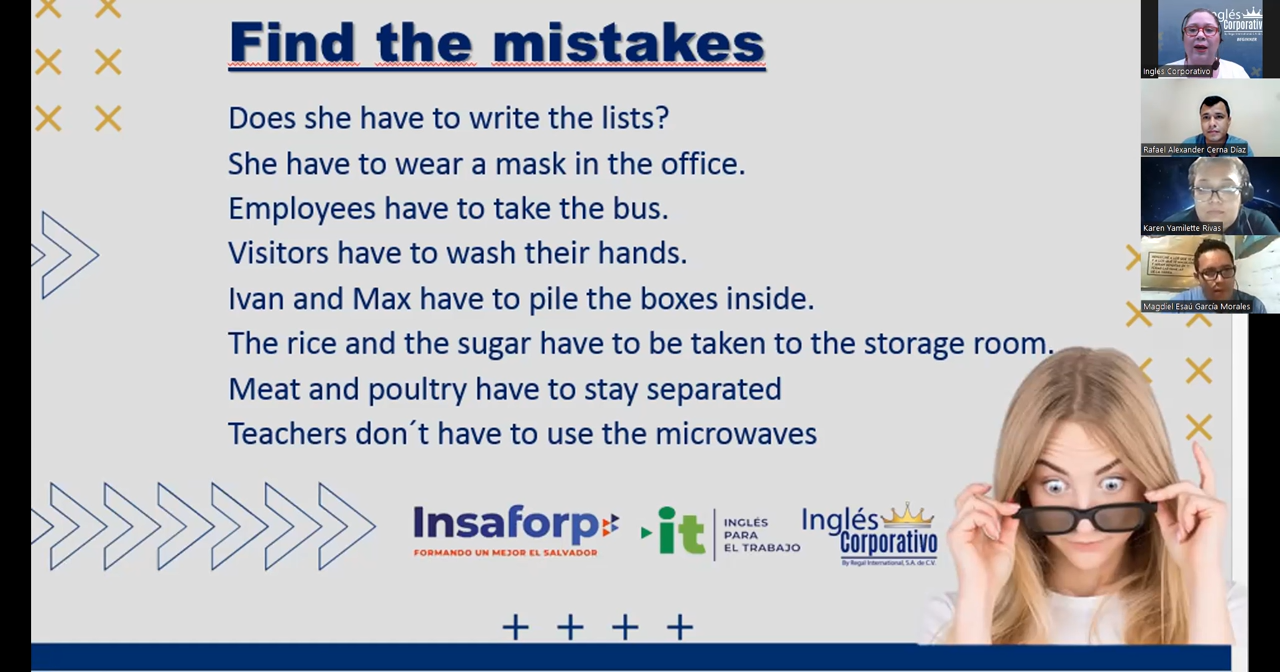 Find the mistakes
Does she have to write the lists?
She have to wear a mask in the office.
Employees have to take the bus.
Visitors have to wash their hands.
Ivan and Max have to pile the boxes inside.
The rice and the sugar have to be taken to the storage room.
Meat and poultry have to stay separated
Teachers don´t have to use the microwaves
Insaforp
FORMANDO UN MEJOR EL SALVADOR
it
INGLÉS
PARA
EL TRABAJO
Inglés
Corporativo
By Regal International, S.A. de C.V.
Inglés
Corporativo
BEGINNER
Inglés Corporativo
Rafael Alexander Cerna Díaz
Karen Yamilette Rivas
Magdiel Esaú García Morales